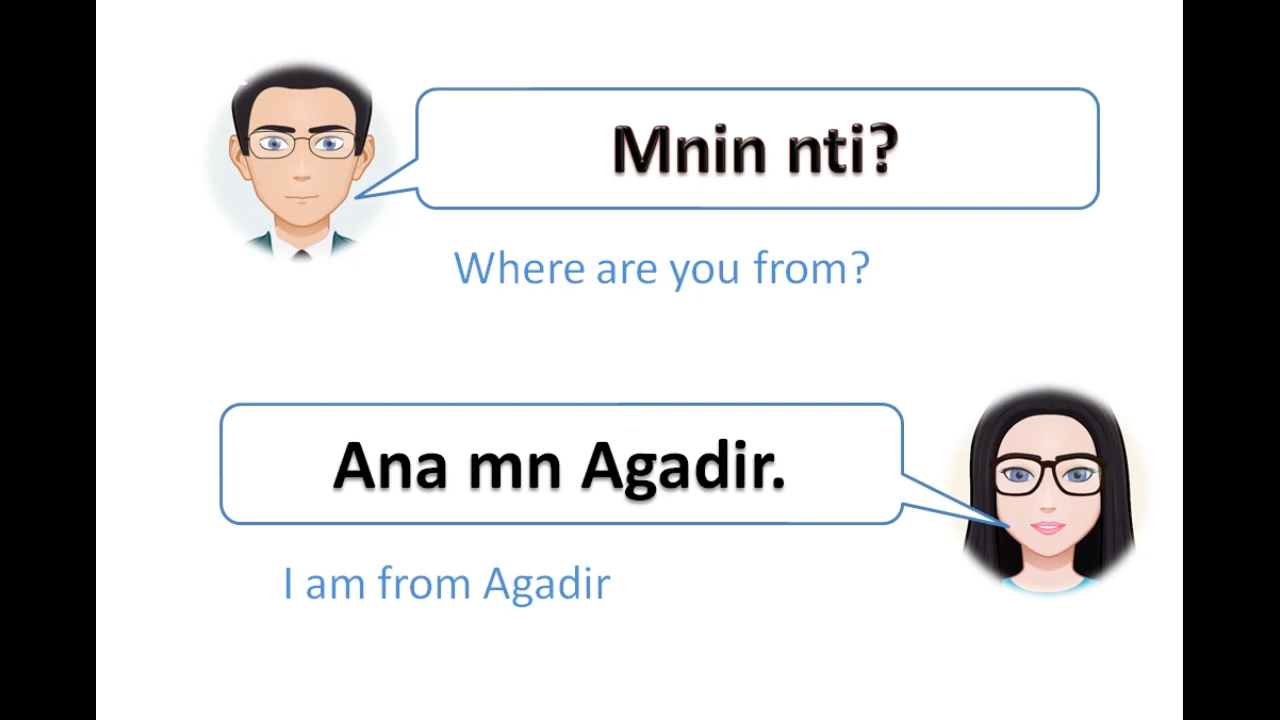 Mnin nti?
Where are you from?
Ana mn Agadir.
I am from Agadir